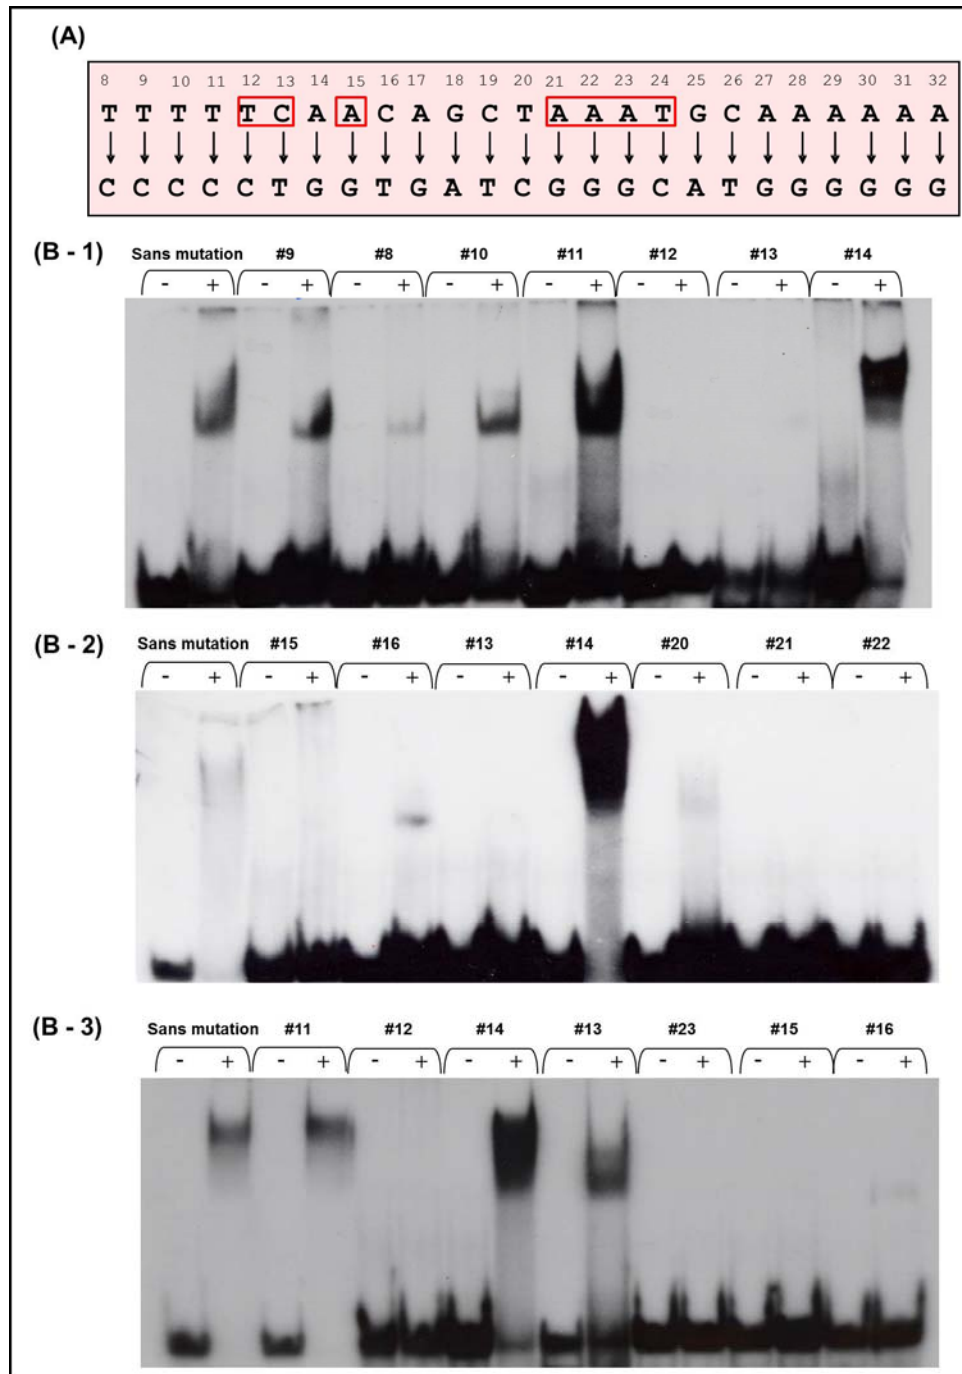 (A)
8 9 10 11 12 13 14 15 16 17 18 19 20 21 22 23 24 25 26 27 28 29 30 31 32
T T T T T C A A C A G C T A A A T G C A A A A A A
C C C C C T G G T G A T C G G G C A T G G G G G G
(B - 1)
Sans mutation #9 #8 #10 #11 #12 #13 #14
- + - + - + - + - + - + - + - +
(B - 2)
Sans mutation #15 #16 #13 #14 #20 #21 #22
- + - + - + - + - + - + - + - +
(B - 3)
Sans mutation #11 #12 #14 #13 #23 #15 #16
- + - + - + - + - + - + - + - +